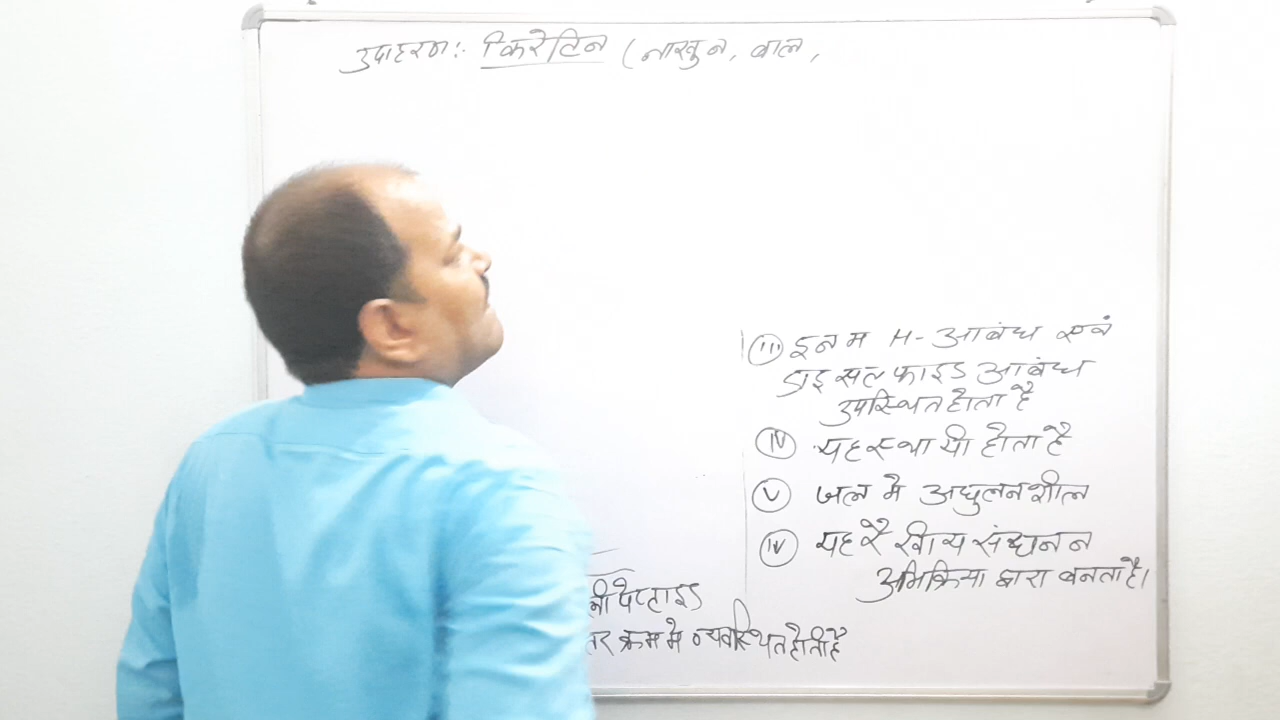 उदाहरण:- किरेटिन (नाखुन, बाल,
(iii) इनम H-आबंध एवं
डाइसल्फाइड आबंध
उपस्थित होता है
(iv) यह स्थायी होता है
(v) जल मे अघुलनशील
(iv) यह रैखीय संघनन
अभिक्रिया द्वारा बनता है।
ली पेप्टाइड
तर क्रम मे व्यवस्थित होती है